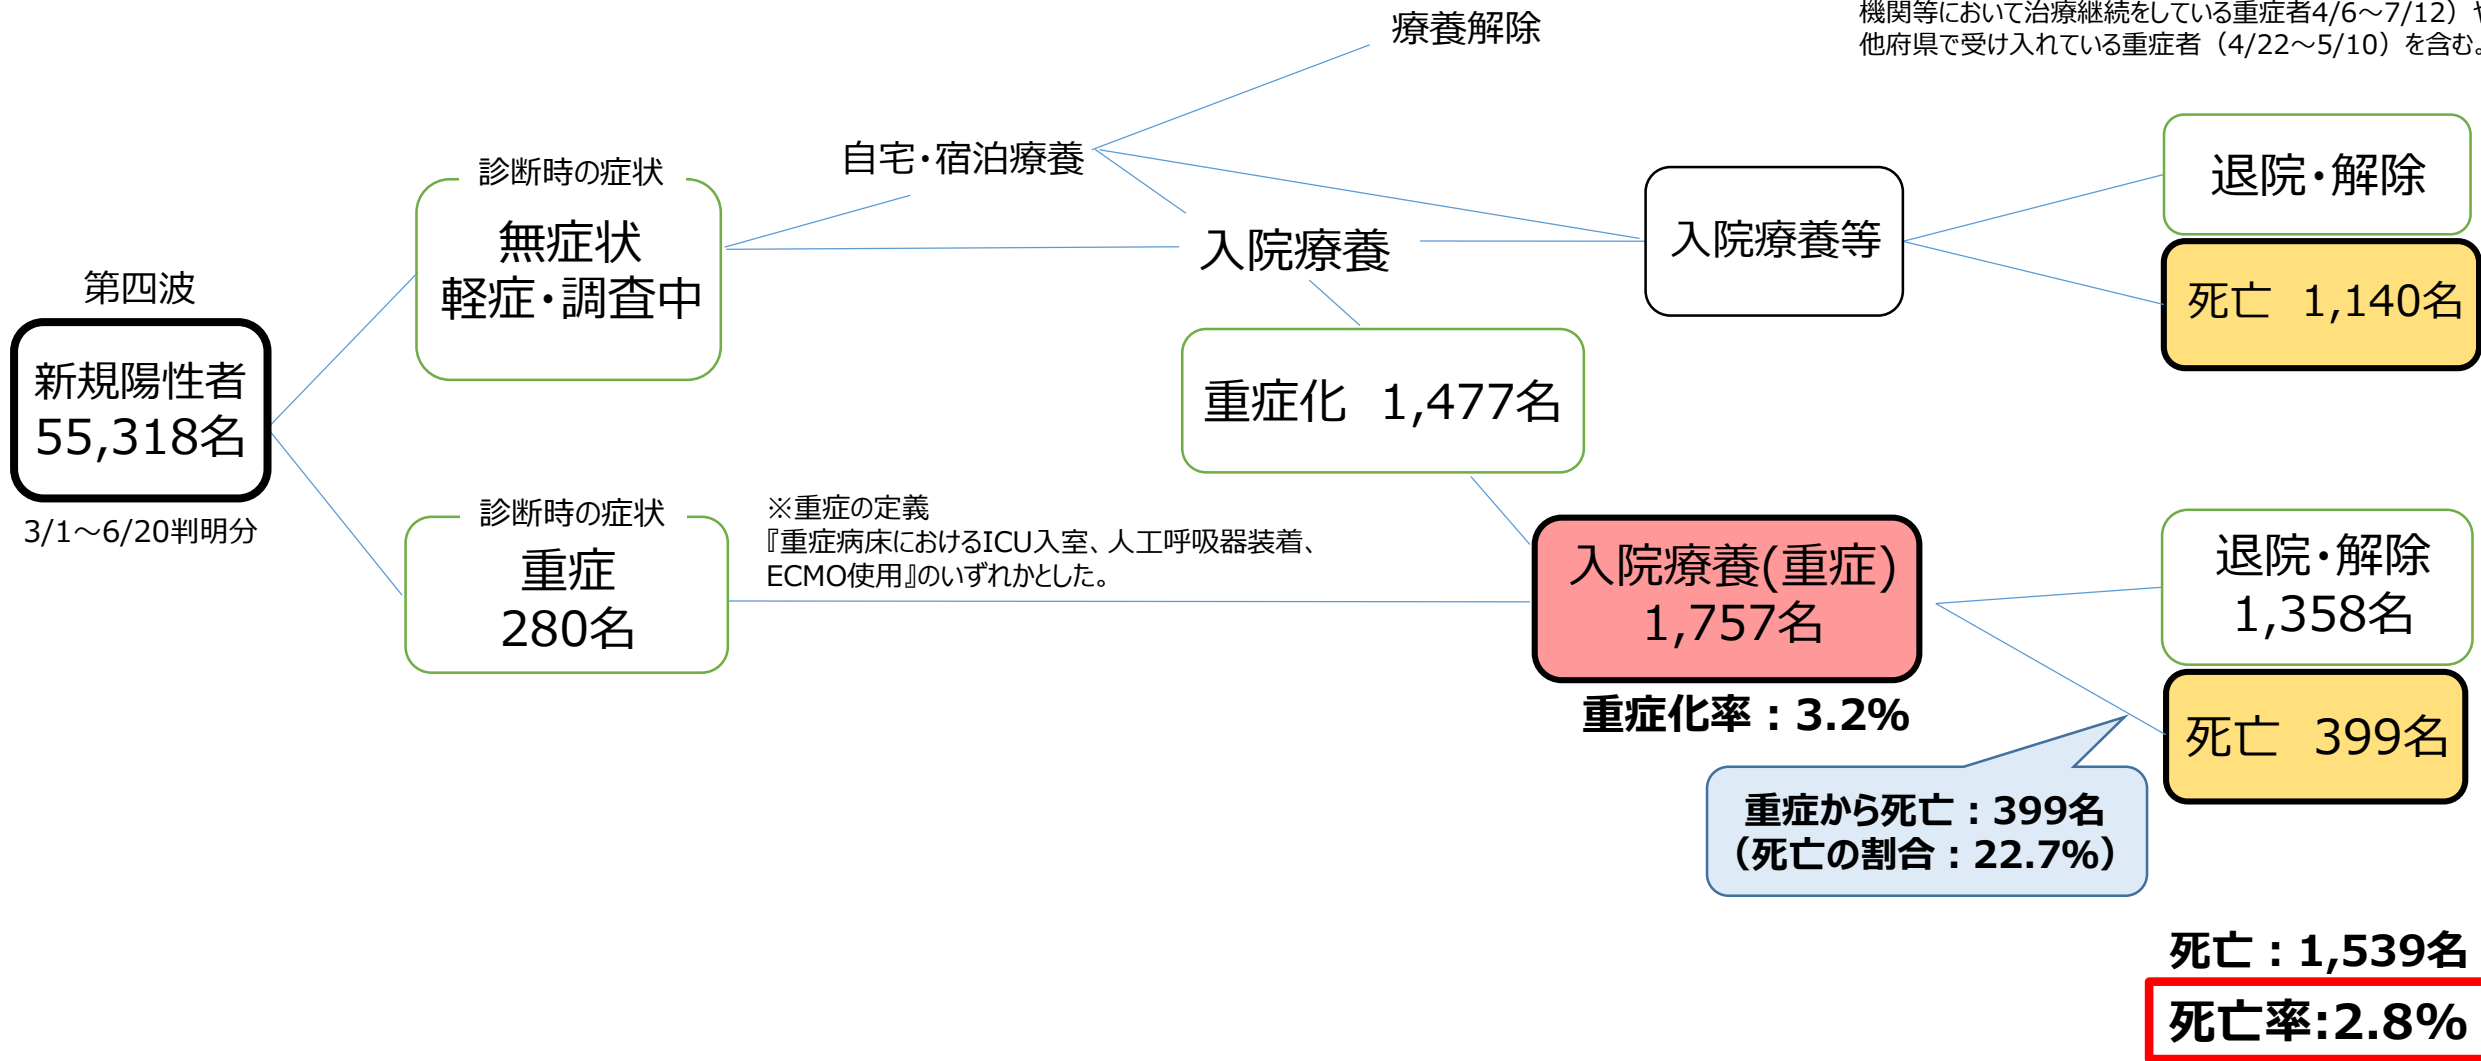 機関等において治療継続をしている重症者4/6～7/12）
他府県で受け入れている重症者（4/22～5/10）を含む。
療養解除
自宅・宿泊療養
診断時の症状
無症状
軽症・調査中
入院療養
入院療養等
退院・解除
死亡　1,140名
第四波
新規陽性者
55,318名
3/1～6/20判明分
重症化　1,477名
診断時の症状
重症
280名
※重症の定義
『重症病床におけるICU入室、人工呼吸器装着、
ECMO使用』のいずれかとした。
入院療養(重症)
1,757名
重症化率：3.2%
退院・解除
1,358名
死亡　399名
重症から死亡：399名
（死亡の割合：22.7%）
死亡：1,539名
死亡率:2.8%